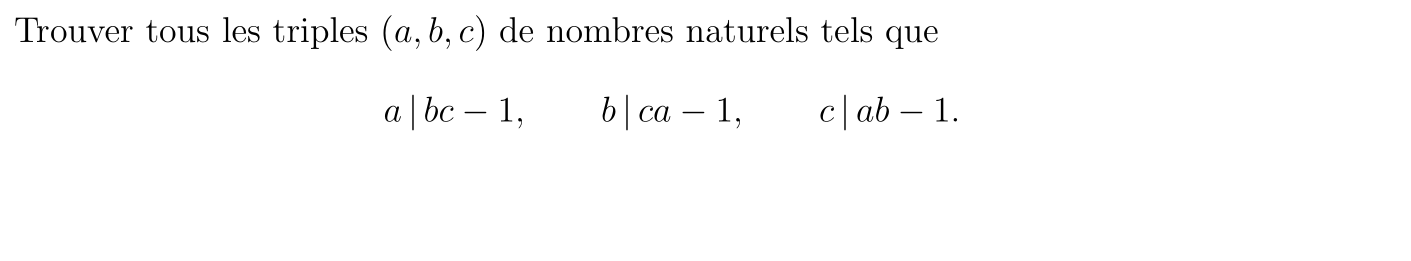 Trouver tous les triples (a, b, c) de nombres naturels tels que
a | bc − 1, b | ca − 1, c | ab − 1.